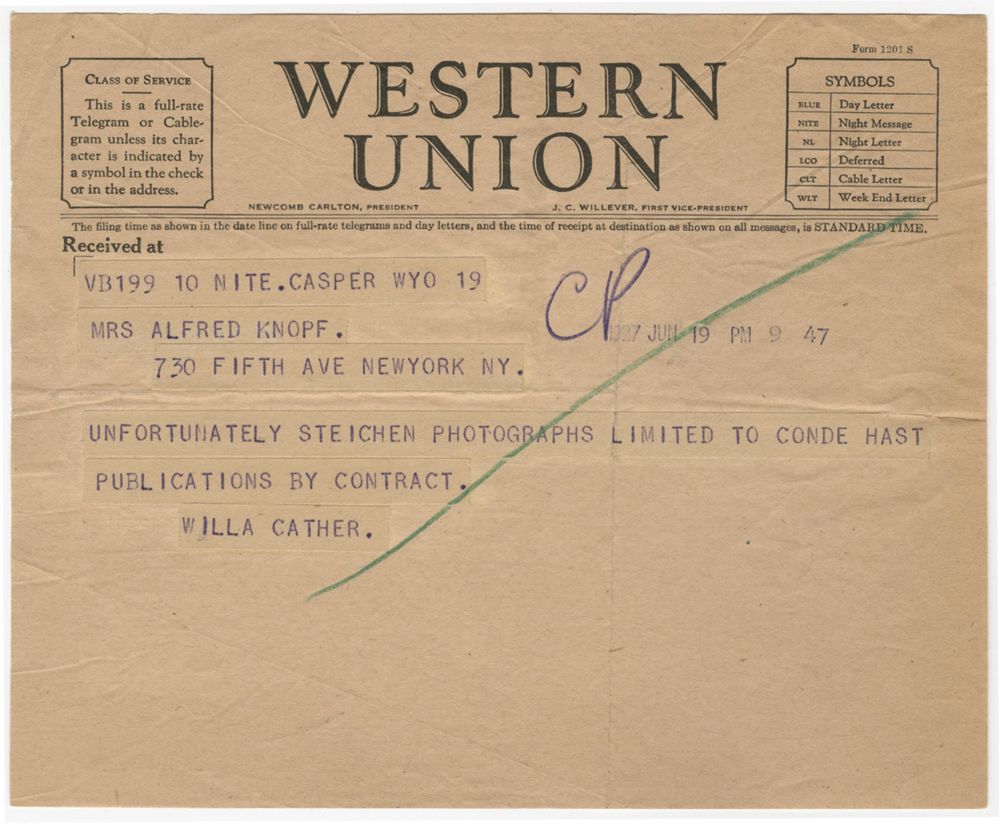 Form 1201 S
CLASS OF SERVICE
This is a full-rate
Telegram or Cable-
gram unless its char-
acter is indicated by
a symbol in the check
or in the address.
WESTERN
UNION
NEWCOMB CARLTON, PRESIDENT
J. C. WILLEVER, FIRST VICE-PRESIDENT
SYMBOLS
BLUE Day Letter
NITE Night Message
NL Night Letter
LCO Deferred
CLT Cable Letter
WLT Week End Letter
The filing time as shown in the date line on full-rate telegrams and day letters, and the time of receipt at destination as shown on all messages, is STANDARD TIME.
Received at
VB199 10 NITE.CASPER WYO 19
MRS ALFRED KNOPF.
1927 JUN 19 PM 9 47
730 FIFTH AVE NEWYORK NY.
UNFORTUNATELY STEICHEN PHOTOGRAPHS LIMITED TO CONDE HAST
PUBLICATIONS BY CONTRACT.
WILLA CATHER.